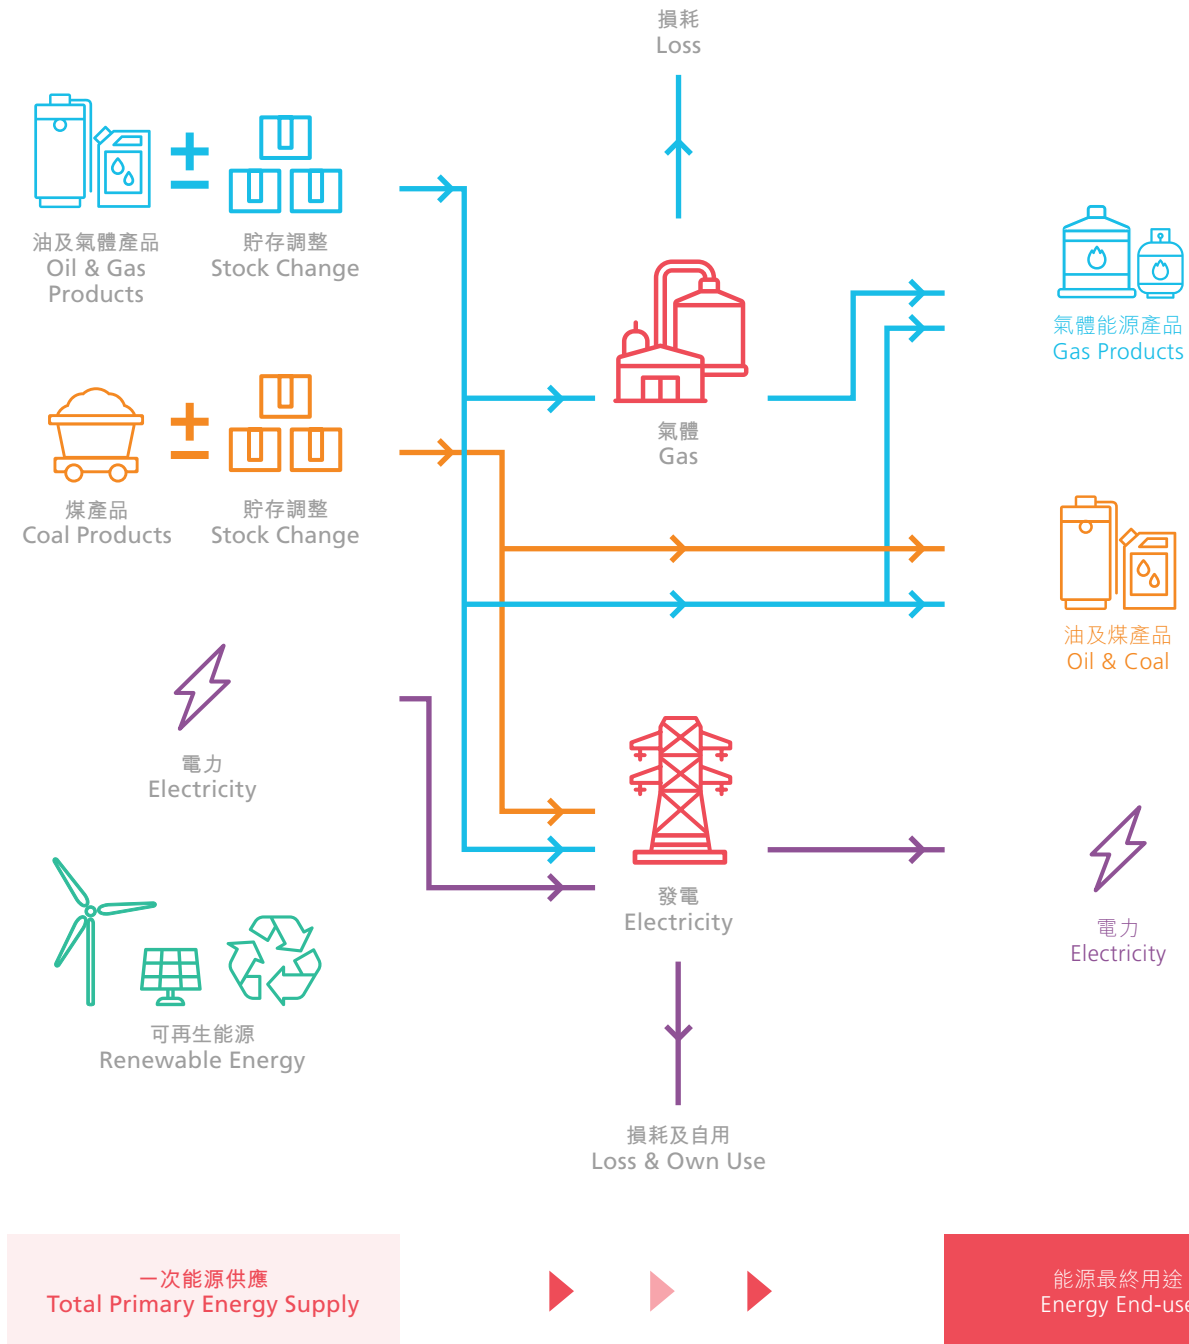 損耗
Loss
油及氣體產品
Oil & Gas
Products
貯存調整
Stock Change
氣體能源產品
Gas Products
煤產品
Coal Products
貯存調整
Stock Change
氣體
Gas
油及煤產品
Oil & Coal
電力
Electricity
發電
Electricity
電力
Electricity
可再生能源
Renewable Energy
損耗及自用
Loss & Own Use
一次能源供應
Total Primary Energy Supply
能源最終用途
Energy End-use